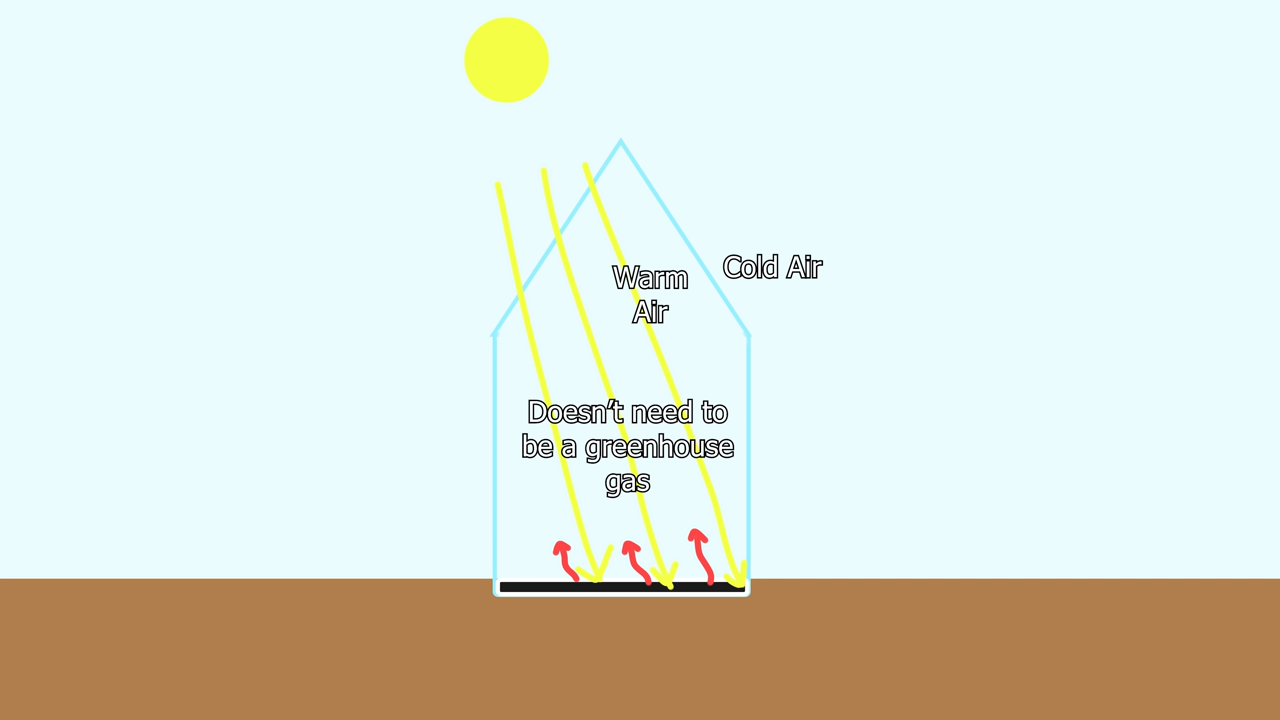 Cold Air
Warm
Air
Doesn't need to
be a greenhouse
gas